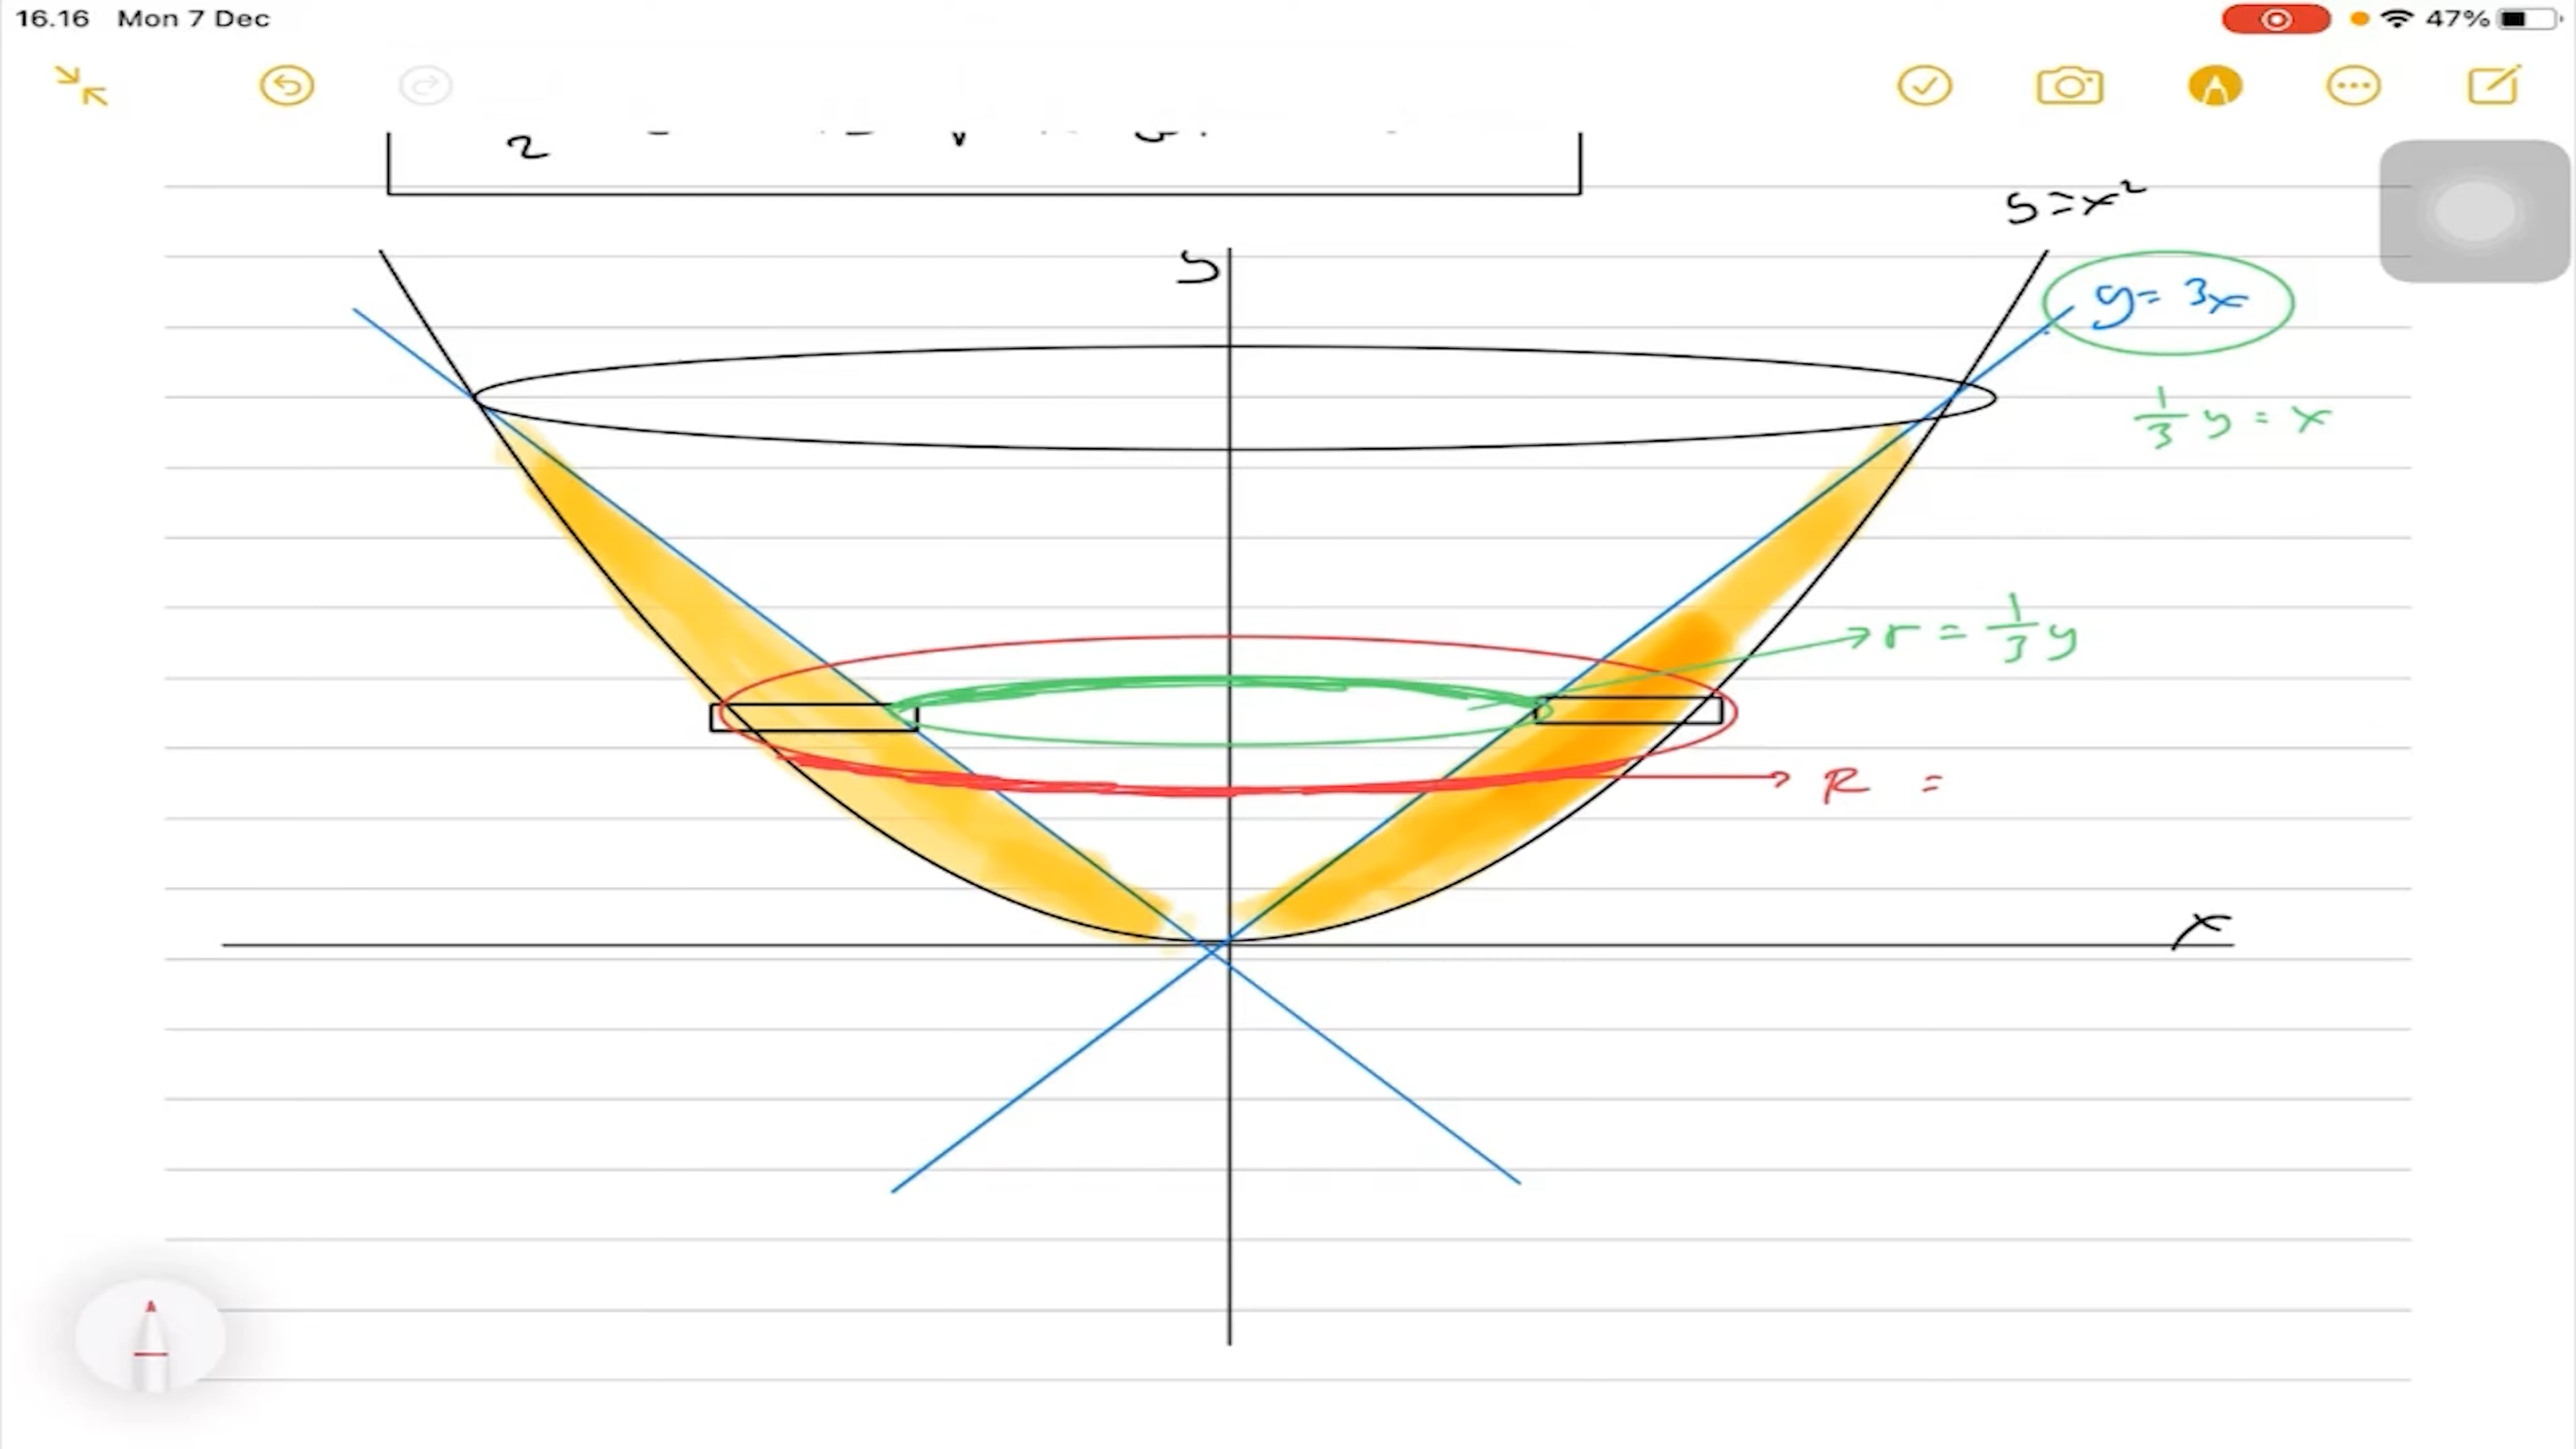 16.16 Mon 7 Dec 47%
2
y = x²
y
y = 3x
1/3 y = x
r = 1/3 y
R =
x